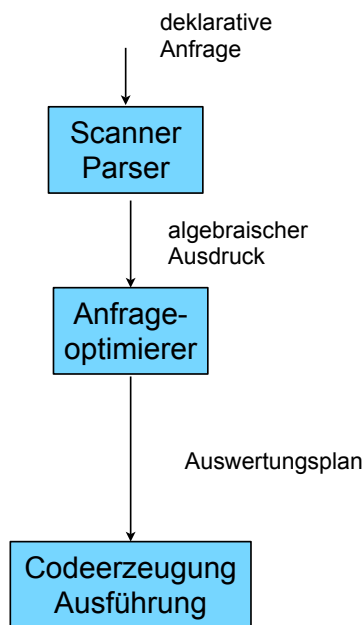 deklarative
Anfrage
Scanner
Parser
algebraischer
Ausdruck
Anfrage-
optimierer
Auswertungsplan
Codeerzeugung
Ausführung